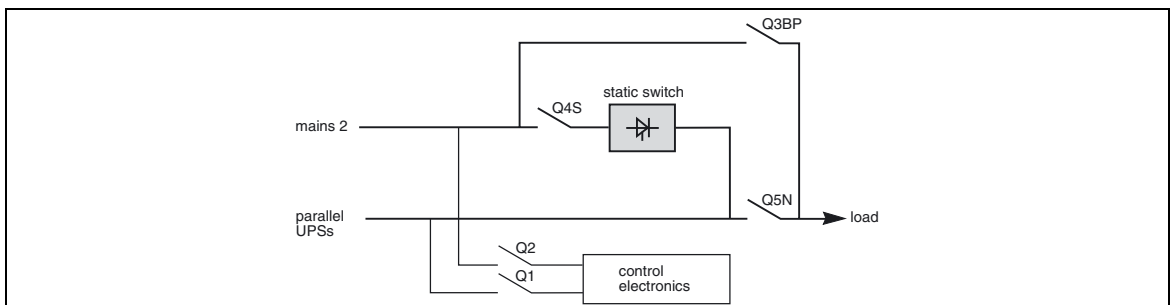 Q3BP
static switch
Q4S
mains 2
Q5N
parallel
UPSs
load
Q2
Q1
control
electronics